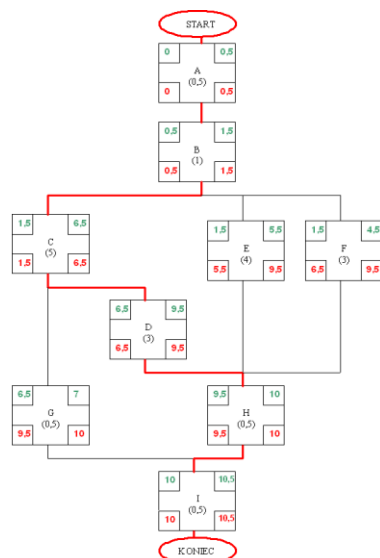 START
0 0,5
A
(0,5)
0 0,5
0,5 1,5
B
(1)
0,5 1,5
1,5 6,5
C
(5)
1,5 6,5
1,5 5,5
E
(4)
5,5 9,5
1,5 4,5
F
(3)
6,5 9,5
6,5 9,5
D
(3)
6,5 9,5
6,5 7
G
(0,5)
9,5 10
9,5 10
H
(0,5)
9,5 10
10 10,5
I
(0,5)
10 10,5
KONIEC